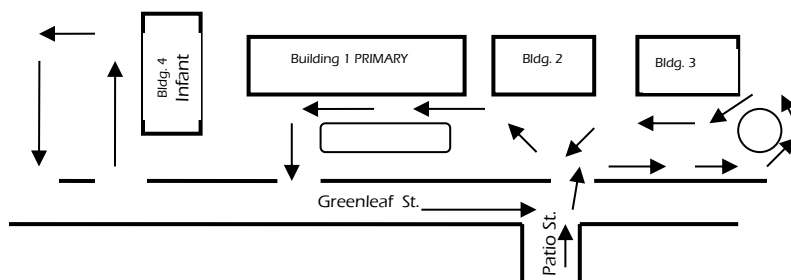 Bldg. 4
Infant
Building 1 PRIMARY
Bldg. 2
Bldg. 3
Greenleaf St.
Patio St.